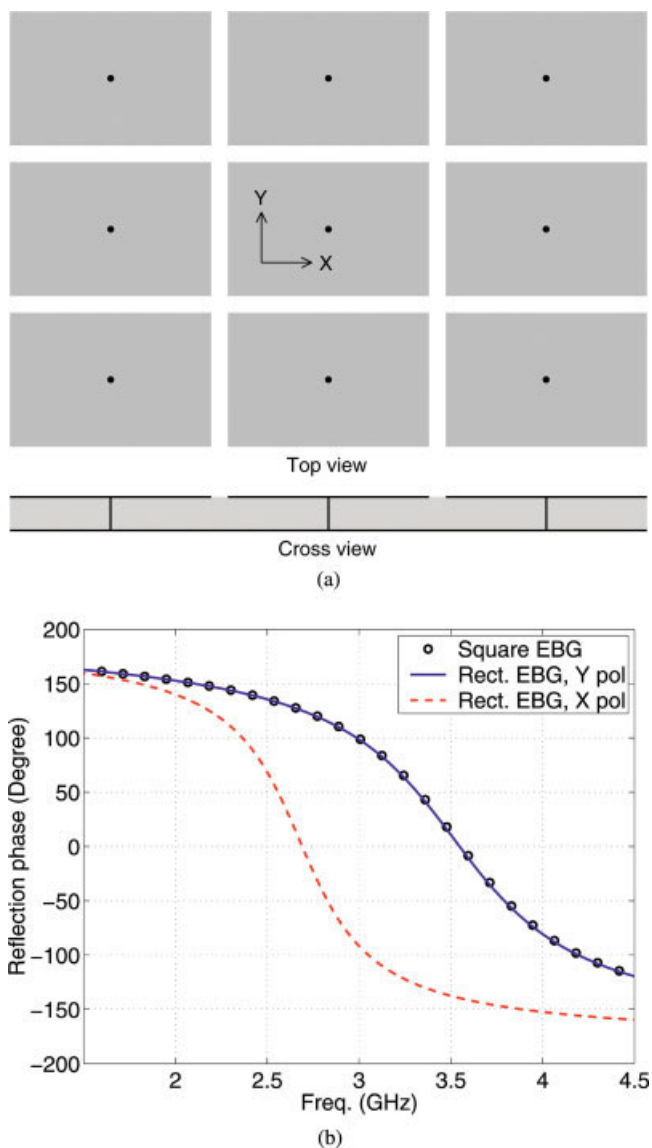 Y
X
Top view
Cross view
(a)
200
150
100
50
0
−50
−100
−150
−200
Reflection phase (Degree)
Square EBG
Rect. EBG, Y pol
Rect. EBG, X pol
2
2.5
3
3.5
4
4.5
Freq. (GHz)
(b)